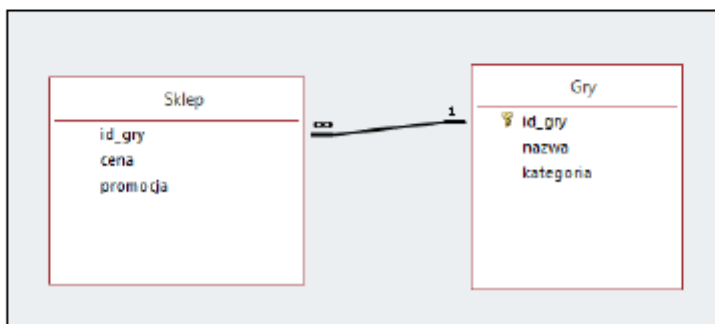 Sklep
id_gry
cena
promocja
∞
1
Gry
id_gry
nazwa
kategoria